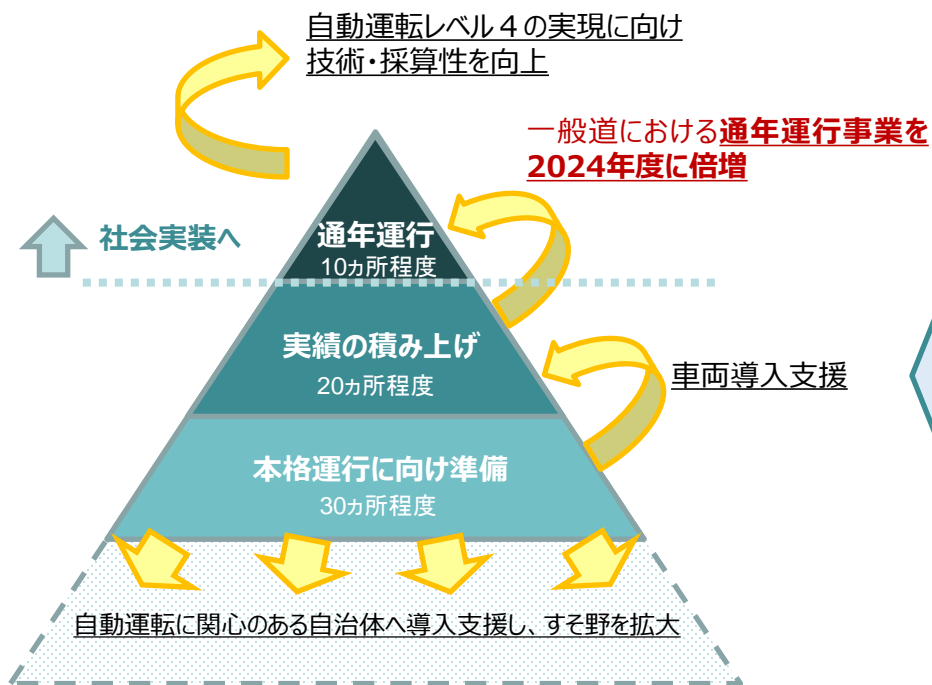 自動運転レベル４の実現に向け
技術・採算性を向上
一般道における通年運行事業を
2024年度に倍増
社会実装へ
通年運行
10ヵ所程度
実績の積み上げ
20ヵ所程度
車両導入支援
本格運行に向け準備
30ヵ所程度
自動運転に関心のある自治体へ導入支援し、すそ野を拡大